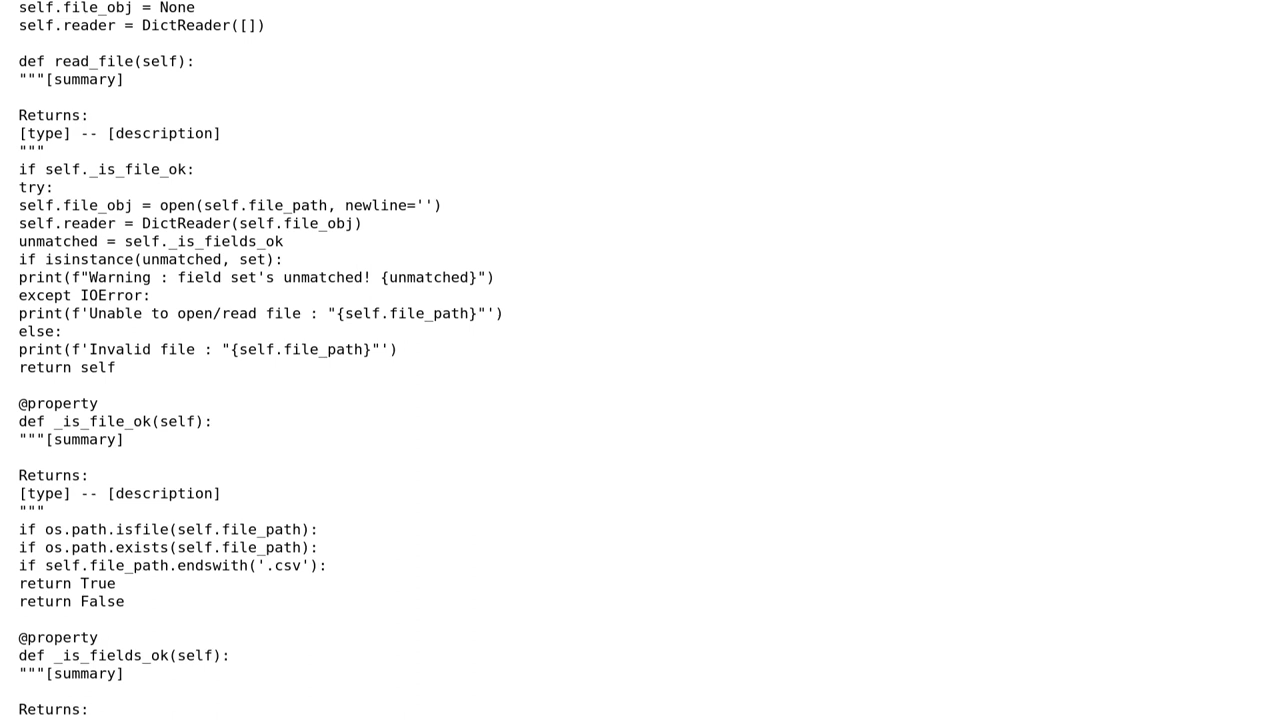 self.file_obj = None
self.reader = DictReader([])

def read_file(self):
"""[summary]

Returns:
[type] -- [description]
"""
if self._is_file_ok:
try:
self.file_obj = open(self.file_path, newline='')
self.reader = DictReader(self.file_obj)
unmatched = self._is_fields_ok
if isinstance(unmatched, set):
print(f"Warning : field set's unmatched! {unmatched}")
except IOError:
print(f'Unable to open/read file : "{self.file_path}"')
else:
print(f'Invalid file : "{self.file_path}"')
return self

@property
def _is_file_ok(self):
"""[summary]

Returns:
[type] -- [description]
"""
if os.path.isfile(self.file_path):
if os.path.exists(self.file_path):
if self.file_path.endswith('.csv'):
return True
return False

@property
def _is_fields_ok(self):
"""[summary]

Returns: